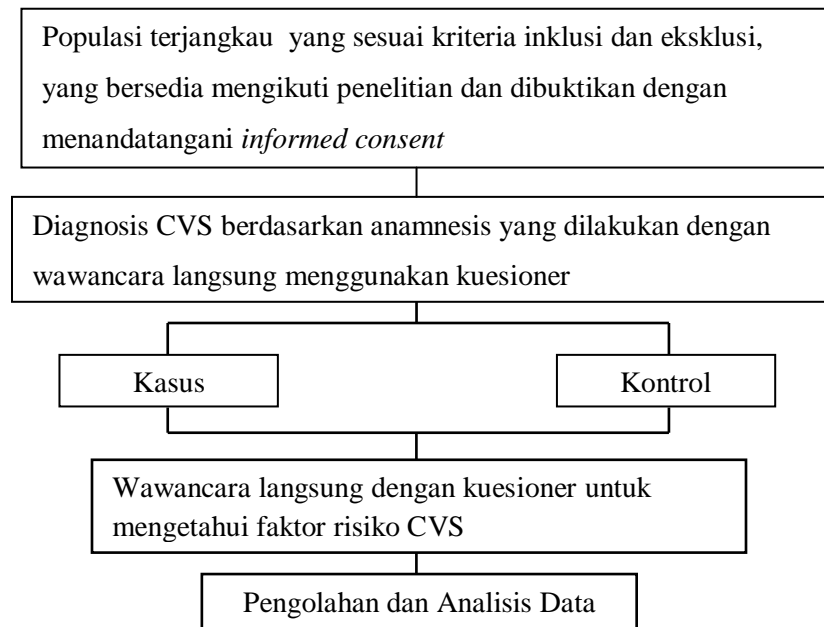 Populasi terjangkau yang sesuai kriteria inklusi dan eksklusi,
yang bersedia mengikuti penelitian dan dibuktikan dengan
menandatangani informed consent
Diagnosis CVS berdasarkan anamnesis yang dilakukan dengan
wawancara langsung menggunakan kuesioner
Kasus
Kontrol
Wawancara langsung dengan kuesioner untuk
mengetahui faktor risiko CVS
Pengolahan dan Analisis Data